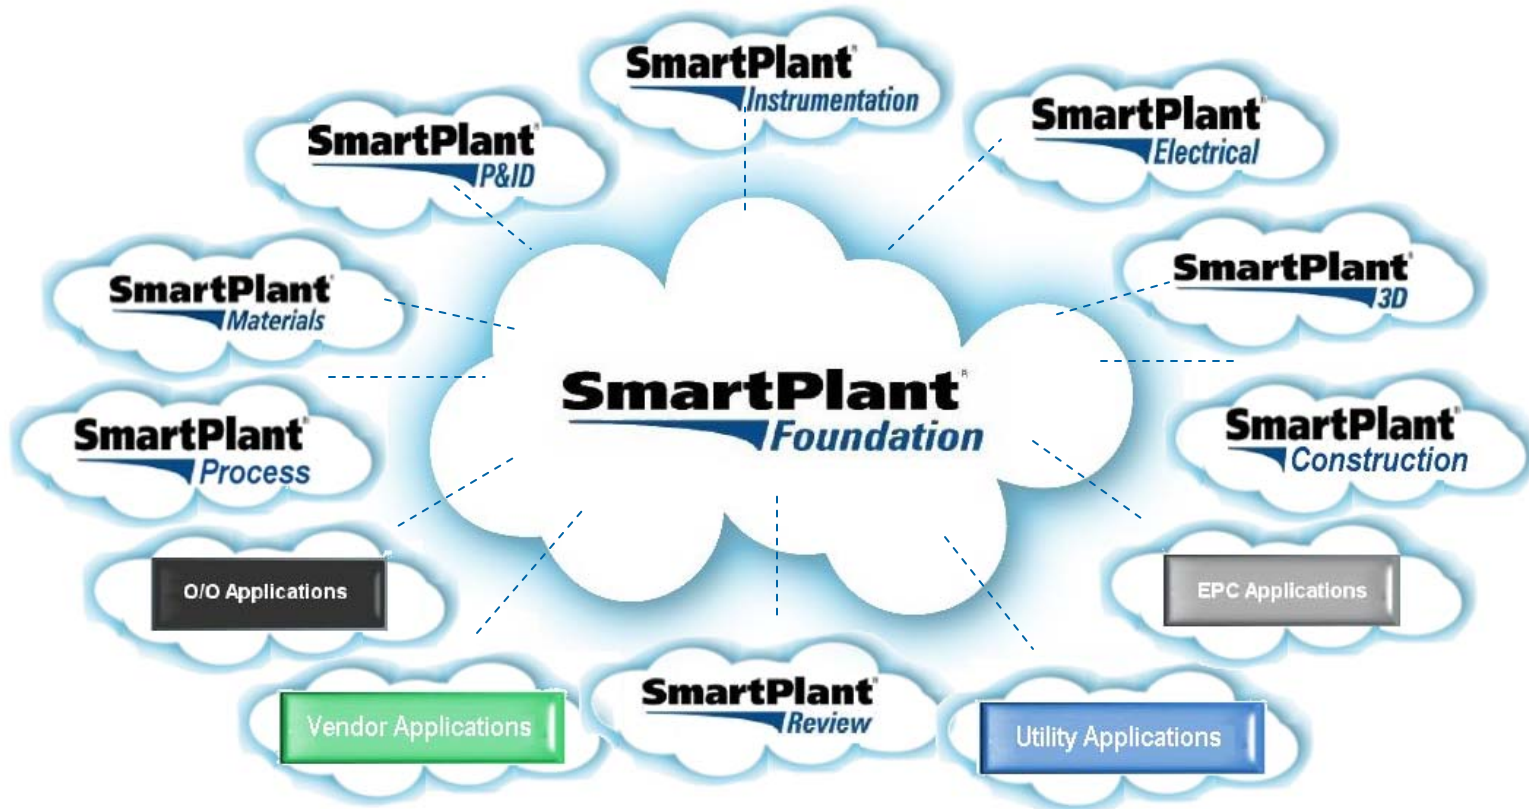 SmartPlant®
Instrumentation
SmartPlant®
Electrical
SmartPlant®
P&ID
SmartPlant®
3D
SmartPlant®
Materials
SmartPlant®
Foundation
SmartPlant®
Process
SmartPlant®
Construction
O/O Applications
EPC Applications
Vendor Applications
SmartPlant®
Review
Utility Applications